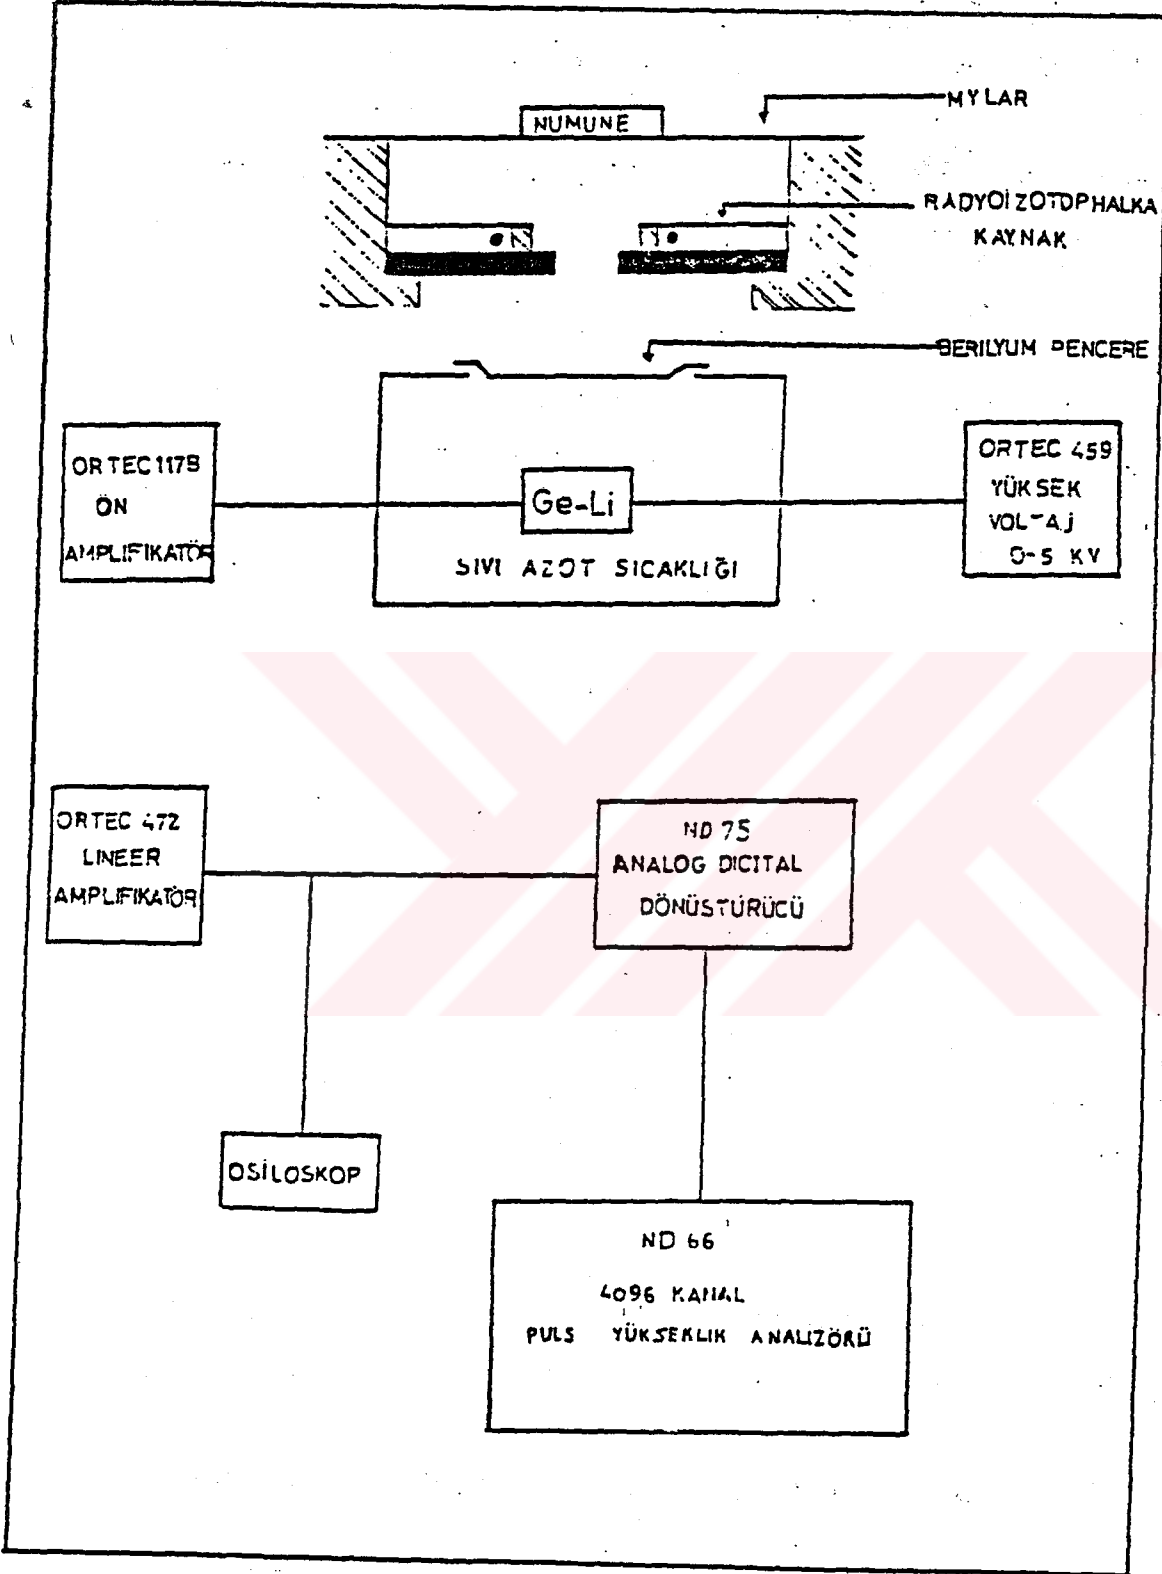 MYLAR
NUMUNE
RADYOİZOTOPHALKA
KAYNAK
BERILYUM PENCERE
ORTEC 117B
ÖN
AMPLIFIKATÖR
Ge-Li
SIVI AZOT SICAKLIĞI
ORTEC 459
YÜKSEK
VOLTAJ
0-5 KV
ORTEC 472
LINEER
AMPLIFIKATÖR
ND 75
ANALOG DICITAL
DÖNÜSTÜRÜCÜ
OSİLOSKOP
ND 66
4096 KANAL
PULS YÜKSEKLIK ANALIZÖRÜ